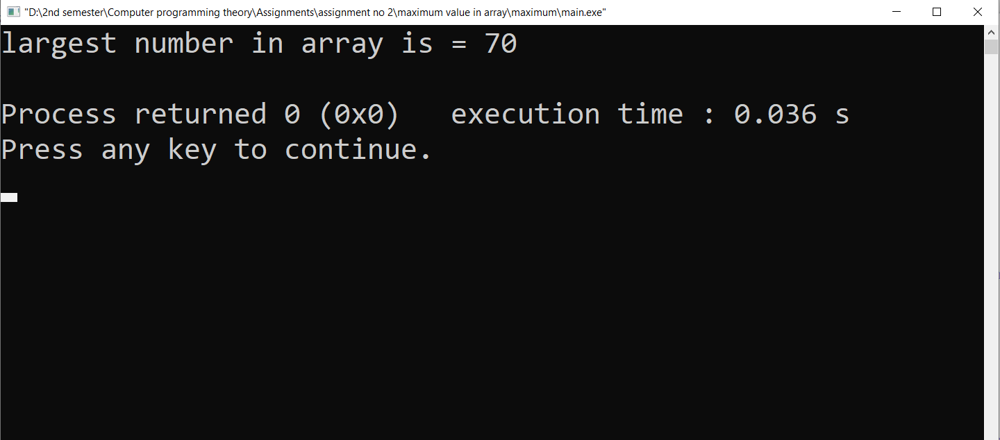 "D:\2nd semester\Computer programming theory\Assignments\assignment no 2\maximum value in array\maximum\main.exe"
largest number in array is = 70
Process returned 0 (0x0)   execution time : 0.036 s
Press any key to continue.